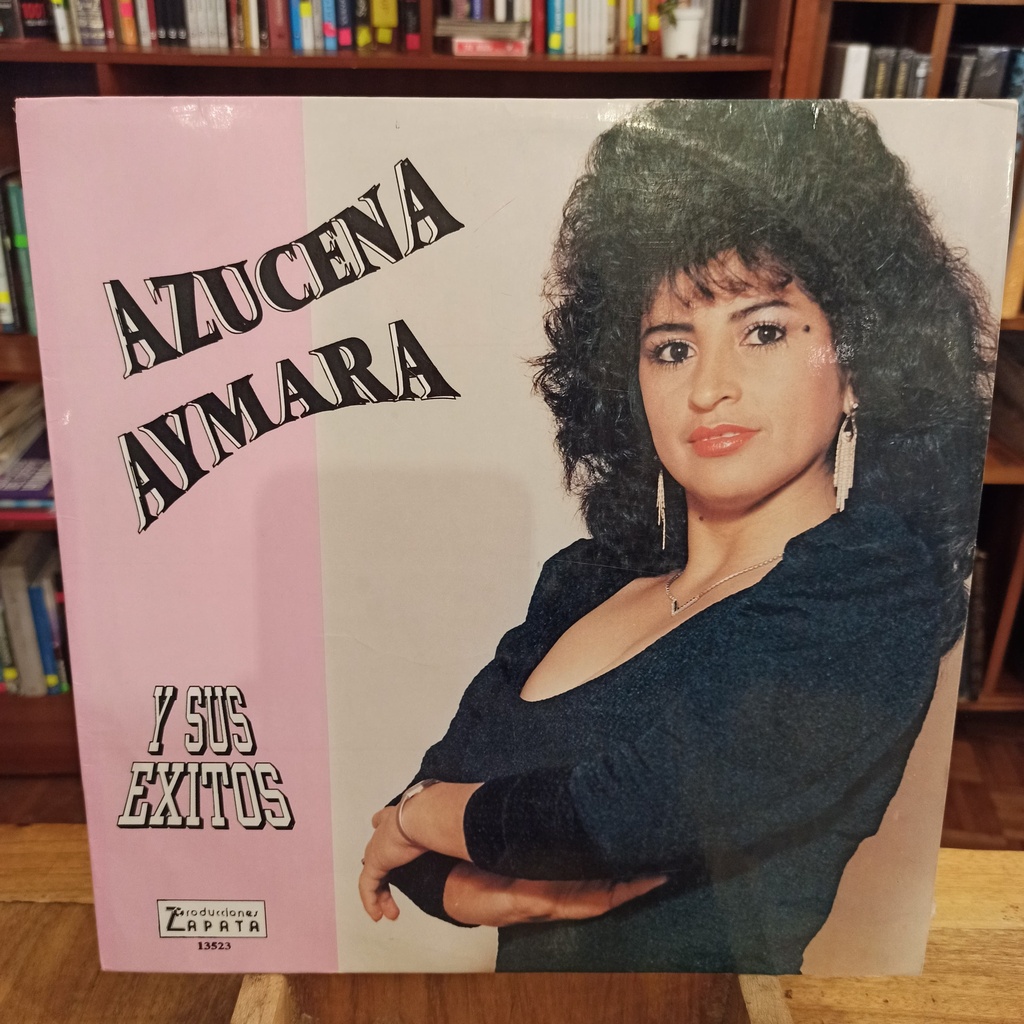 AZUCENA
AYMARA
Y SUS
EXITOS
Producciones
ZAPATA
13523